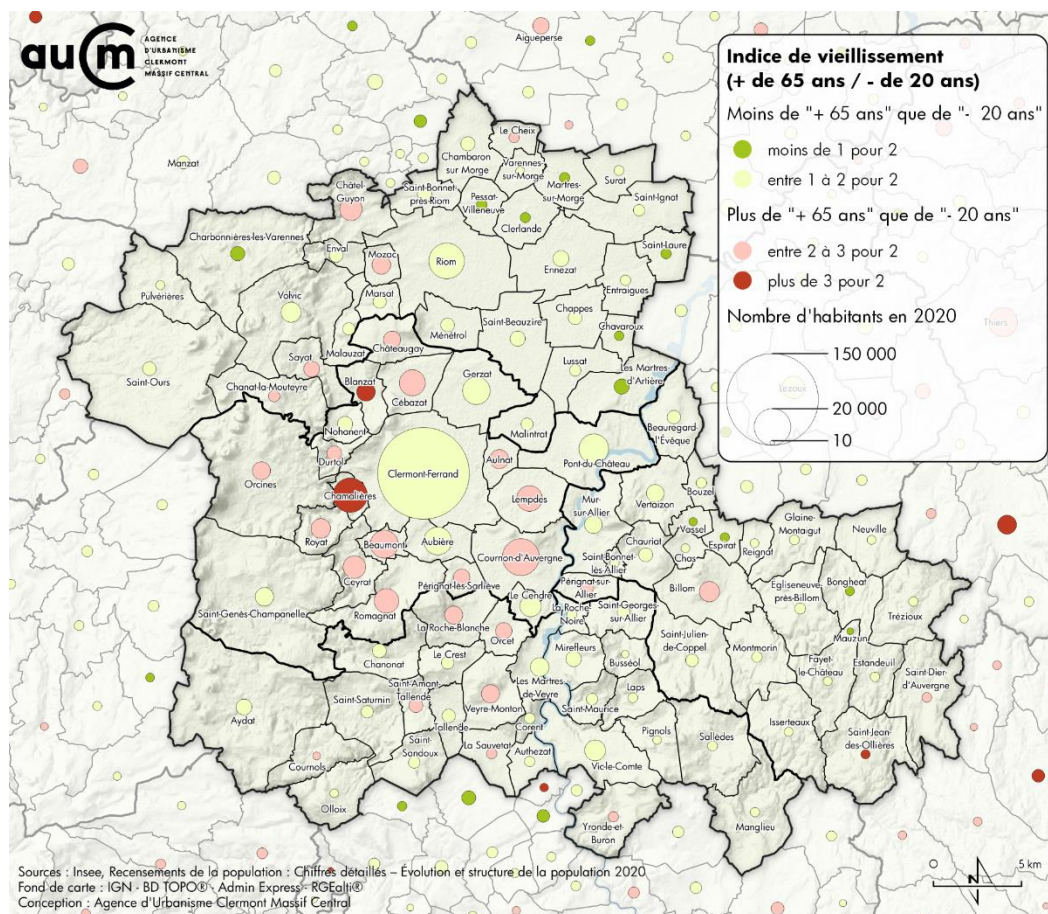 auCm
AGENCE
D'URBANISME
CLERMONT
MASSIF CENTRAL
Indice de vieillissement
(+ de 65 ans / - de 20 ans)
Moins de "+ 65 ans" que de "- 20 ans"
moins de 1 pour 2
entre 1 à 2 pour 2
Plus de "+ 65 ans" que de "- 20 ans"
entre 2 à 3 pour 2
plus de 3 pour 2
Nombre d'habitants en 2020
150 000
20 000
10
Lezoux
Thiers
Aigueperse
Manzat
Le Cheix
Chambaron
sur Morge
Varennes-
sur-Morge
Martres-
sur-Morge
Surat
Saint-Ignat
Châtel-
Guyon
Saint-Bonnet-
près-Riom
Pessat-
Villeneuve
Clerlande
Charbonnières-les-Varennes
Enval
Mozac
Riom
Ennezat
Saint-Laure
Pulvérières
Volvic
Marsat
Entraigues
Ménétrol
Saint-Beauzire
Chappes
Chavaroux
Malauzat
Châteaugay
Saint-Ours
Sayat
Chanat-la-Mouteyre
Blanzat
Cébazat
Gerzat
Lussat
Les Martres-
d'Artière
Nohanent
Malintrat
Beauregard-
l'Évêque
Durtol
Clermont-Ferrand
Aulnat
Pont-du-Château
Orcines
Chamalières
Lempdes
Mur-
sur-Allier
Vertaizon
Bouzel
Royat
Beaumont
Aubière
Cournon-d'Auvergne
Chauriat
Vassel
Espirat
Glaine-
Montaigut
Neuville
Saint-Bonnet
lès-Allier
Chas
Reignat
Ceyrat
Pérignat-lès-Sarliève
Pérignat-sur-
Allier
Billom
Egliseneuve-
près-Billom
Bongheat
Saint-Genès-Champanelle
Romagnat
Le Cendre
La Roche-
Noire
Saint-Georges-
sur-Allier
Trézioux
La Roche-Blanche
Orcet
Mirefleurs
Saint-Julien-
de-Coppel
Montmorin
Mauzun
Chanonat
Le Crest
Busséol
Fayet-
le-Château
Estandeuil
Saint-Dier-
d'Auvergne
Aydat
Saint-Saturnin
Saint-Amant-
Tallende
Veyre-Monton
Les Martres
de-Veyre
Saint-Maurice
Laps
Tallende
Corent
Pignols
Sallèdes
Isserteaux
Saint-Jean
des-Ollières
Saint-
Sandoux
La Sauvetat
Authezat
Vic-le-Comte
Cournols
Olloix
Yronde-et
Buron
Manglieu
Sources : Insee, Recensements de la population : Chiffres détaillés – Évolution et structure de la population 2020
Fond de carte : IGN - BD TOPO® - Admin Express - RGEalti®
Conception : Agence d'Urbanisme Clermont Massif Central
0
N
5 km